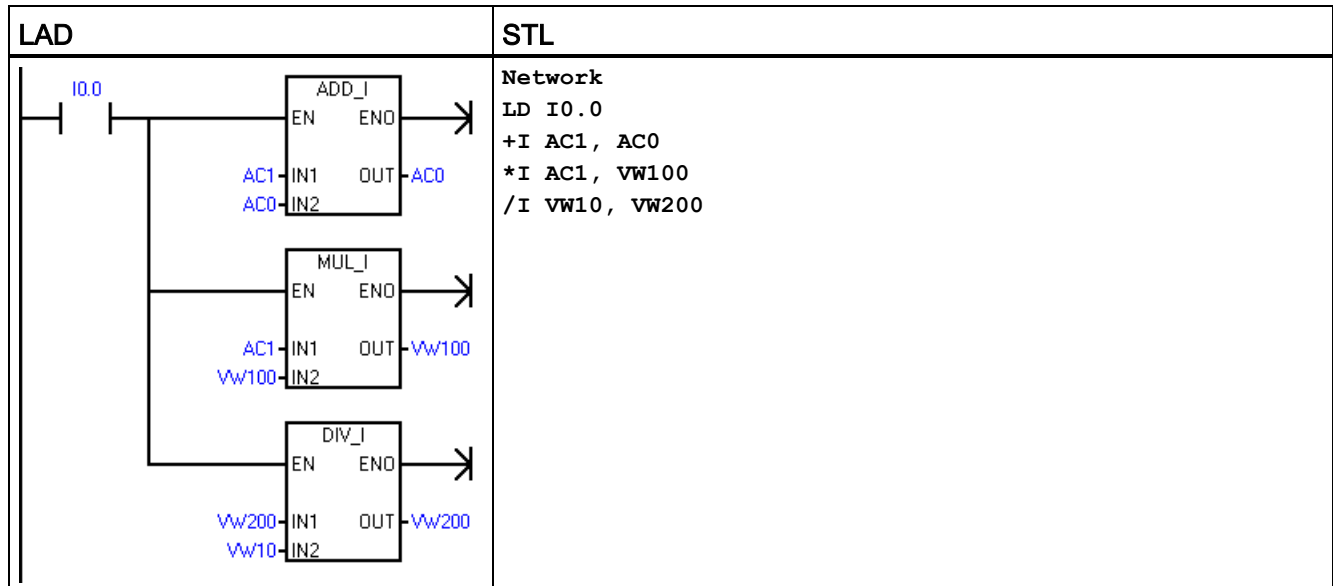 LAD
STL
I0.0
ADD_I
EN ENO
AC1 IN1 OUT AC0
AC0 IN2
MUL_I
EN ENO
AC1 IN1 OUT VW100
VW100 IN2
DIV_I
EN ENO
VW200 IN1 OUT VW200
VW10 IN2
Network
LD I0.0
+I AC1, AC0
*I AC1, VW100
/I VW10, VW200